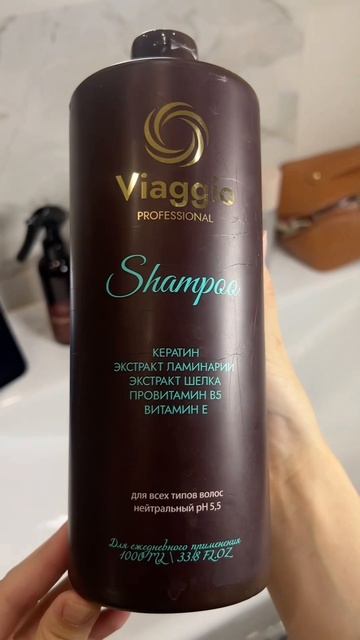 Viaggio
PROFESSIONAL
Shampoo
КЕРАТИН
ЭКСТРАКТ ЛАМИНАРИИ
ЭКСТРАКТ ШЕЛКА
ПРОВИТАМИН B5
ВИТАМИН Е
для всех типов волос
нейтральный pH 5,5
Для ежедневного применения
1000 ML \ 33.8 FL.OZ